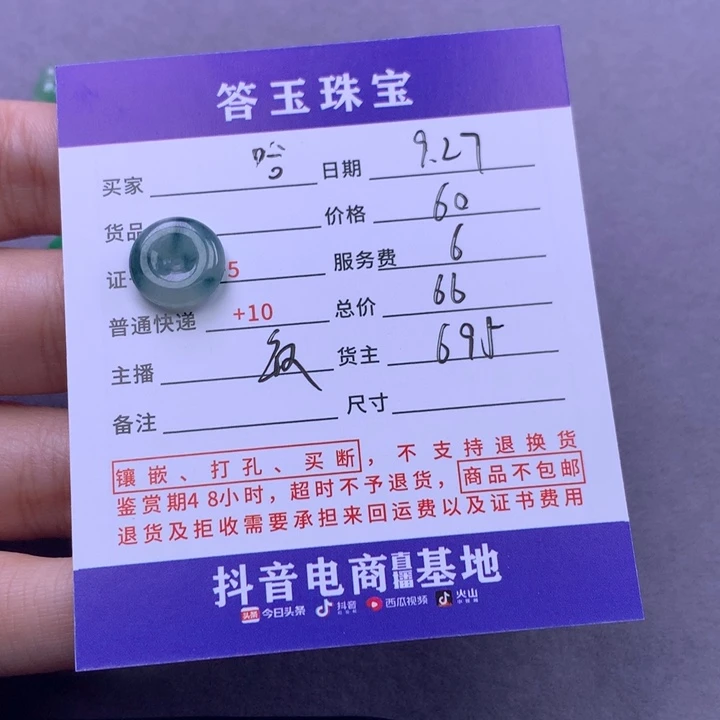 答玉珠宝
买家 哈 日期 9.27
货品 价格 60
证 5 服务费 6
普通快递 +10 总价 66
主播 敏 货主 695
备注 尺寸
镶嵌、打孔、买断，不支持退换货
鉴赏期48小时，超时不予退货，商品不包邮
退货及拒收需要承担来回运费以及证书费用
抖音电商直播基地
头条 今日头条 抖音 西瓜视频 火山